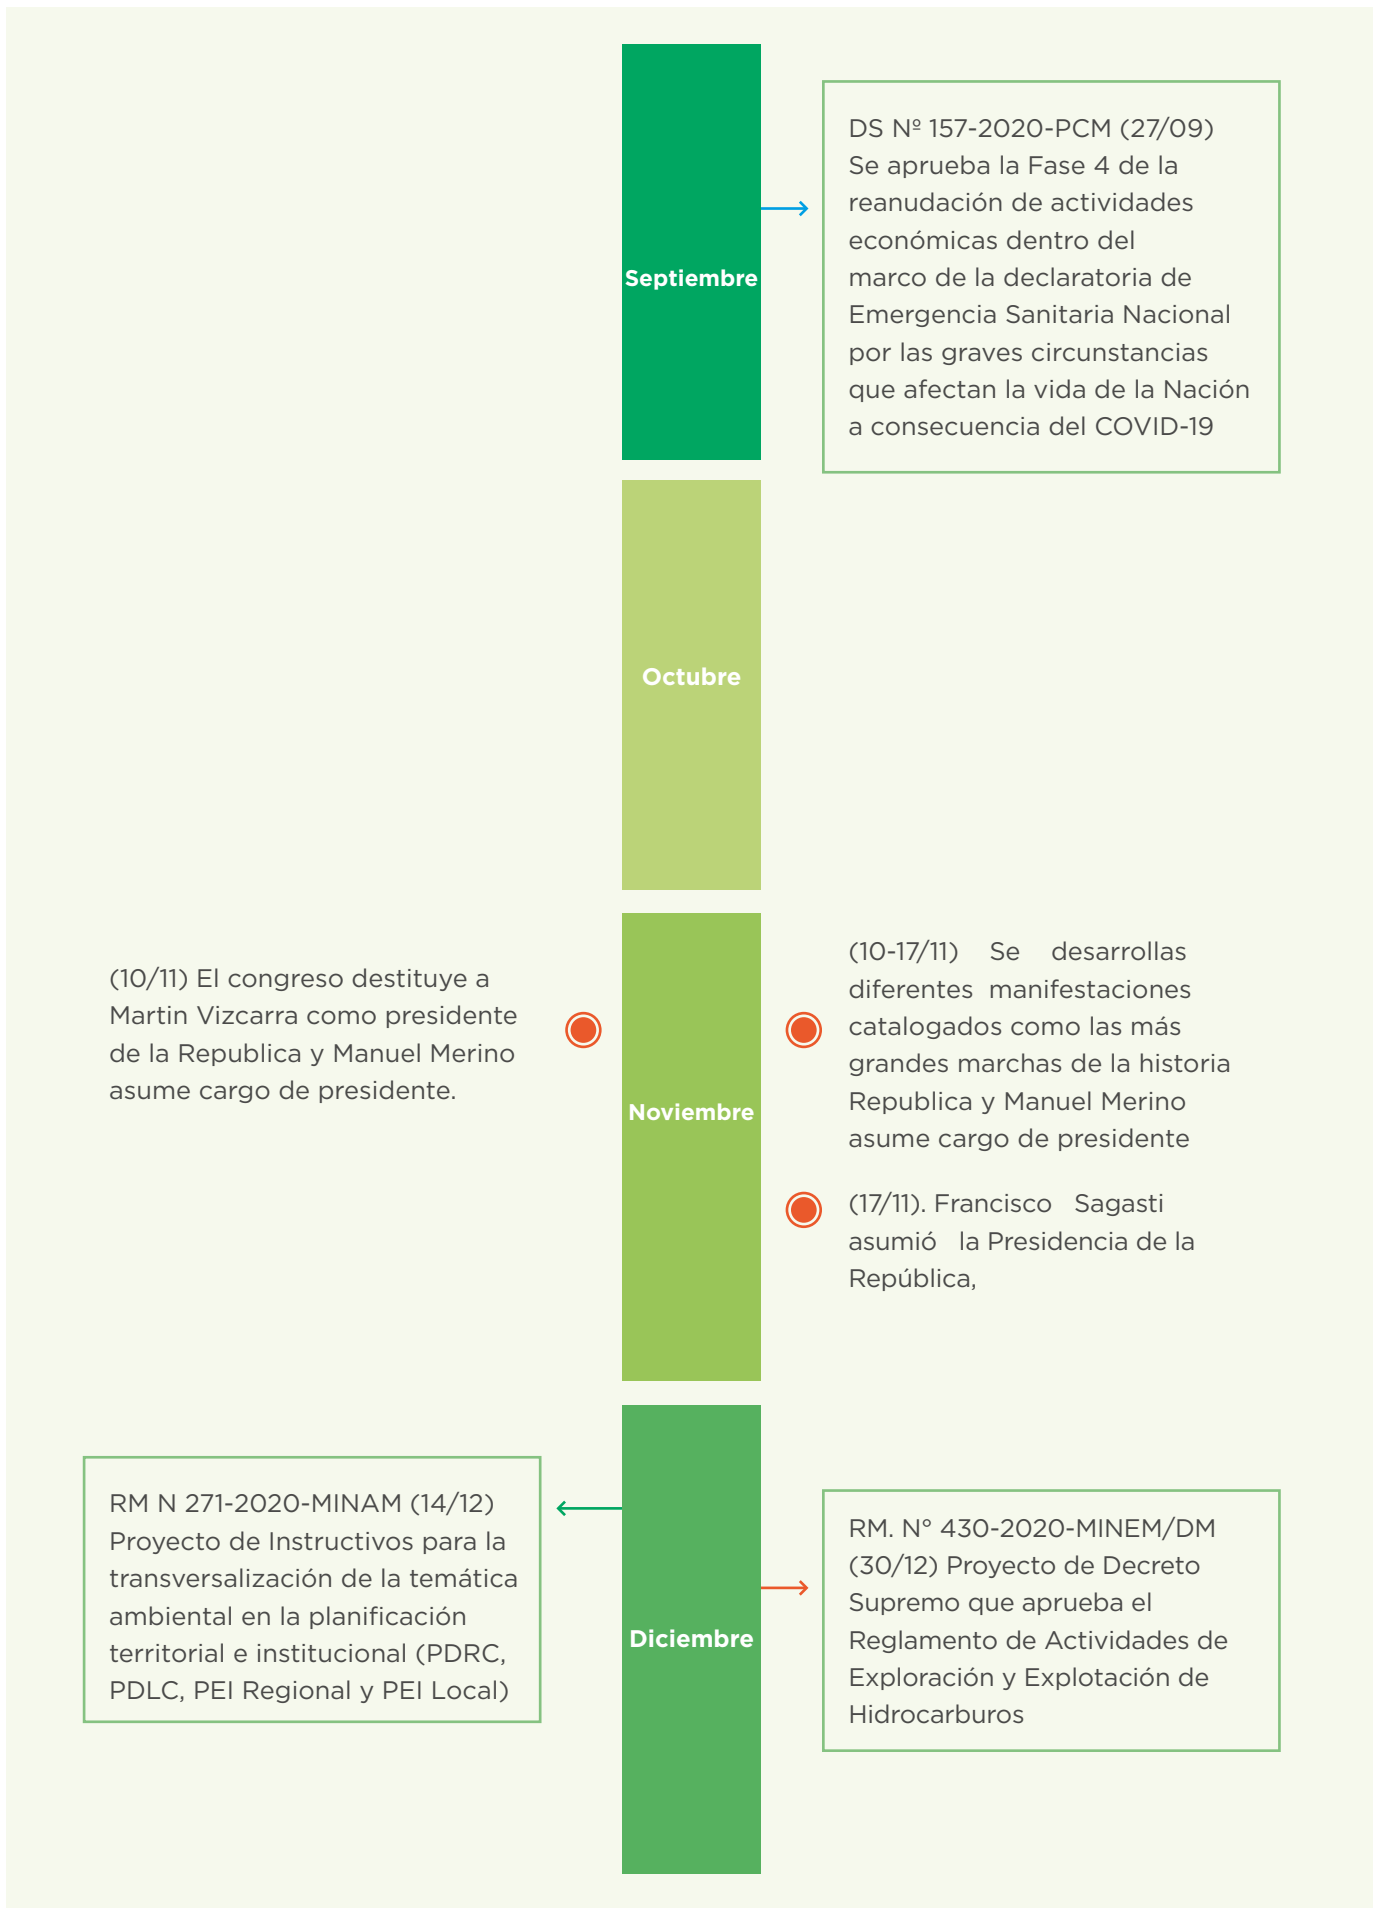 DS Nº 157-2020-PCM (27/09)
Se aprueba la Fase 4 de la
reanudación de actividades
económicas dentro del
marco de la declaratoria de
Emergencia Sanitaria Nacional
por las graves circunstancias
que afectan la vida de la Nación
a consecuencia del COVID-19
Septiembre
Octubre
(10/11) El congreso destituye a
Martin Vizcarra como presidente
de la Republica y Manuel Merino
asume cargo de presidente.
Noviembre
(10-17/11) Se desarrollas
diferentes manifestaciones
catalogados como las más
grandes marchas de la historia
Republica y Manuel Merino
asume cargo de presidente
(17/11). Francisco Sagasti
asumió la Presidencia de la
República,
RM N 271-2020-MINAM (14/12)
Proyecto de Instructivos para la
transversalización de la temática
ambiental en la planificación
territorial e institucional (PDRC,
PDLC, PEI Regional y PEI Local)
Diciembre
RM. N° 430-2020-MINEM/DM
(30/12) Proyecto de Decreto
Supremo que aprueba el
Reglamento de Actividades de
Exploración y Explotación de
Hidrocarburos